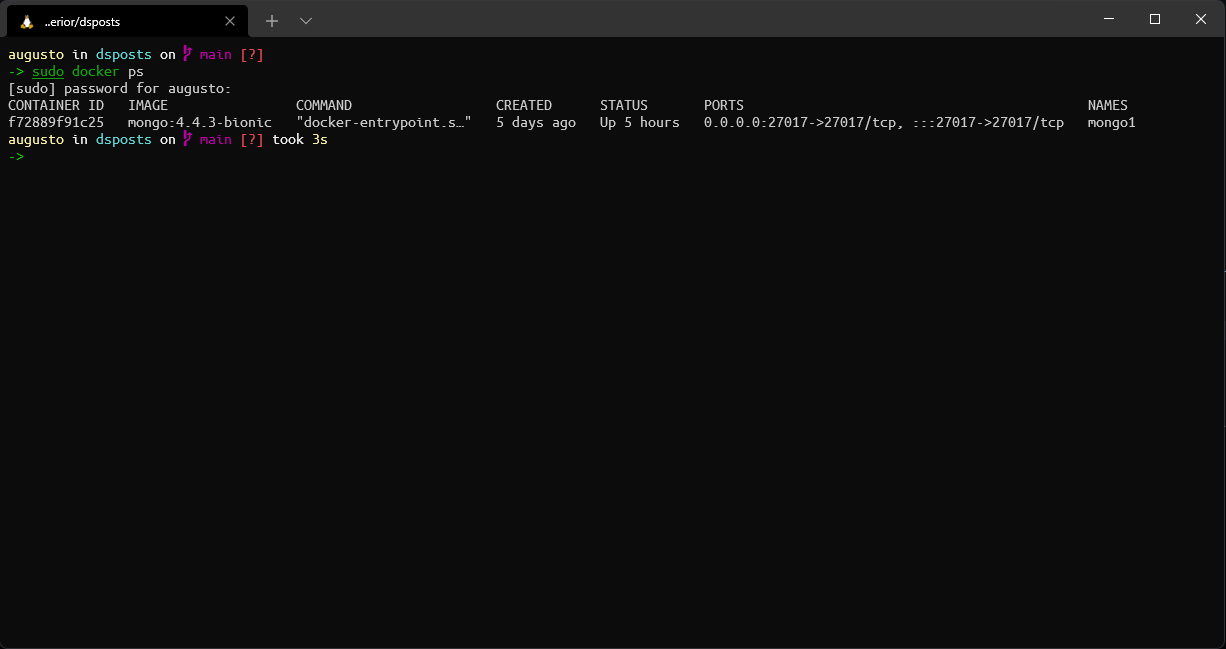 ..erior/dsposts
augusto in dsposts on main [?]
-> sudo docker ps
[sudo] password for augusto:
CONTAINER ID   IMAGE                COMMAND                  CREATED      STATUS       PORTS                                           NAMES
f72889f91c25   mongo:4.4.3-bionic   "docker-entrypoint.s…"   5 days ago   Up 5 hours   0.0.0.0:27017->27017/tcp, :::27017->27017/tcp   mongo1
augusto in dsposts on main [?] took 3s
->